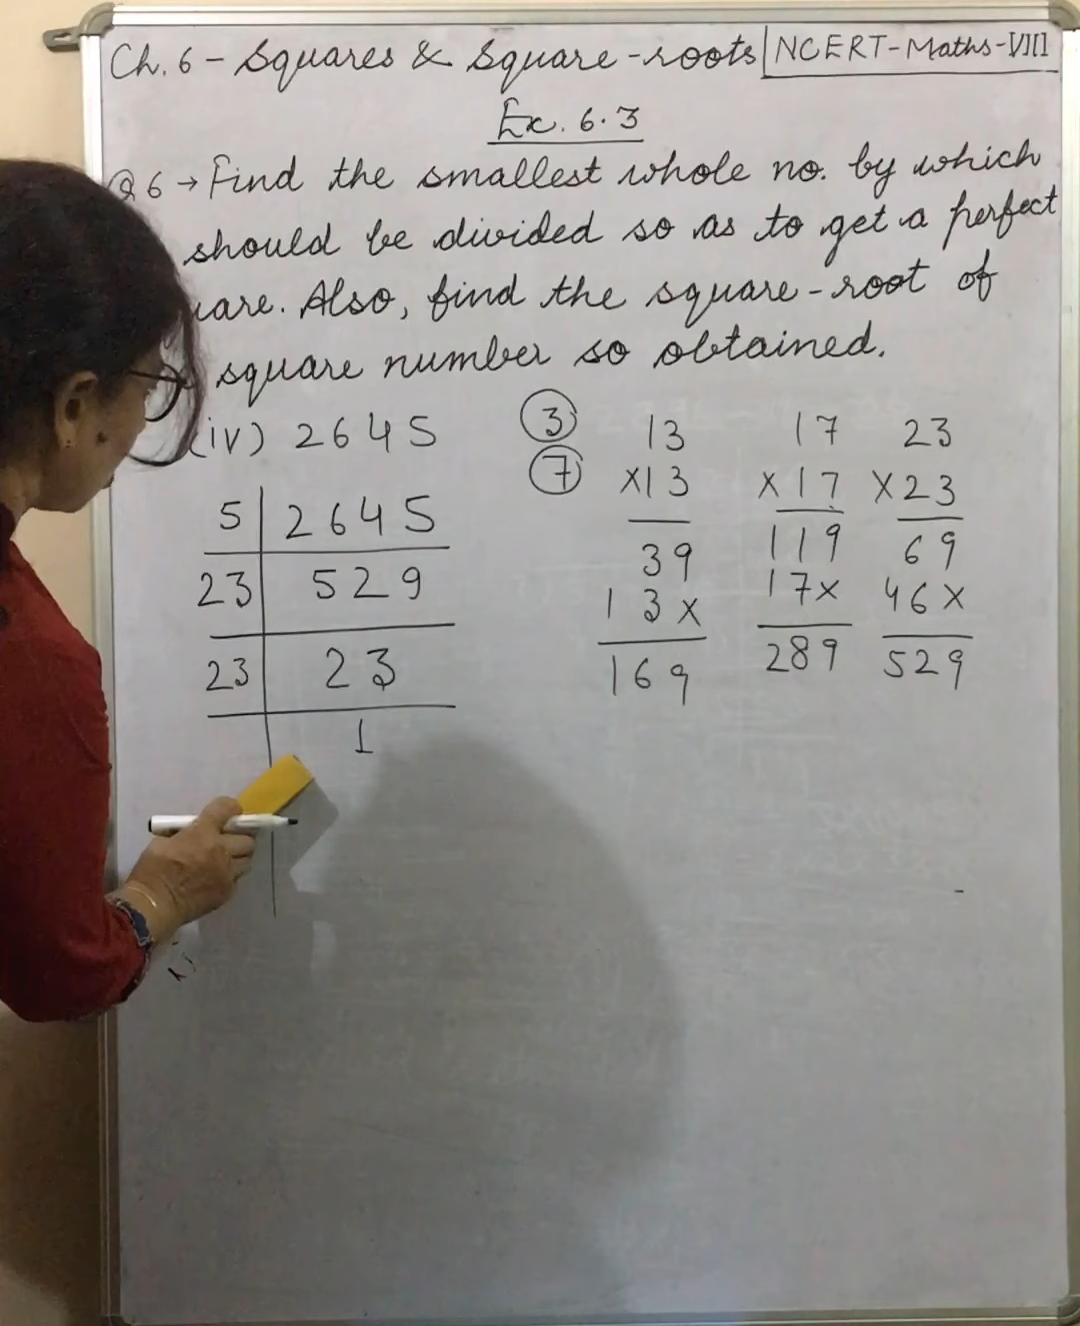 Ch. 6 - Squares & Square-roots | NCERT-Maths-VIII
Ex. 6.3
Q6 → Find the smallest whole no. by which
should be divided so as to get a perfect
uare. Also, find the square-root of
square number so obtained.
(iv) 2645
5 | 2645
23 | 529
23 | 23
1
3
7
13
×13
39
13×
169
17
×17
119
17×
289
23
×23
69
46×
529